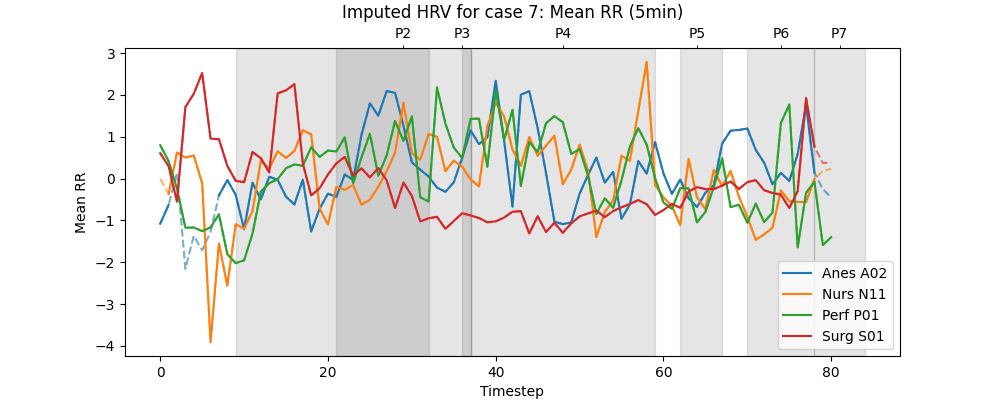 Imputed HRV for case 7: Mean RR (5min)
P2 P3 P4 P5 P6 P7
3
2
1
0
−1
−2
−3
−4
Mean RR
Anes A02
Nurs N11
Perf P01
Surg S01
0 20 40 60 80
Timestep